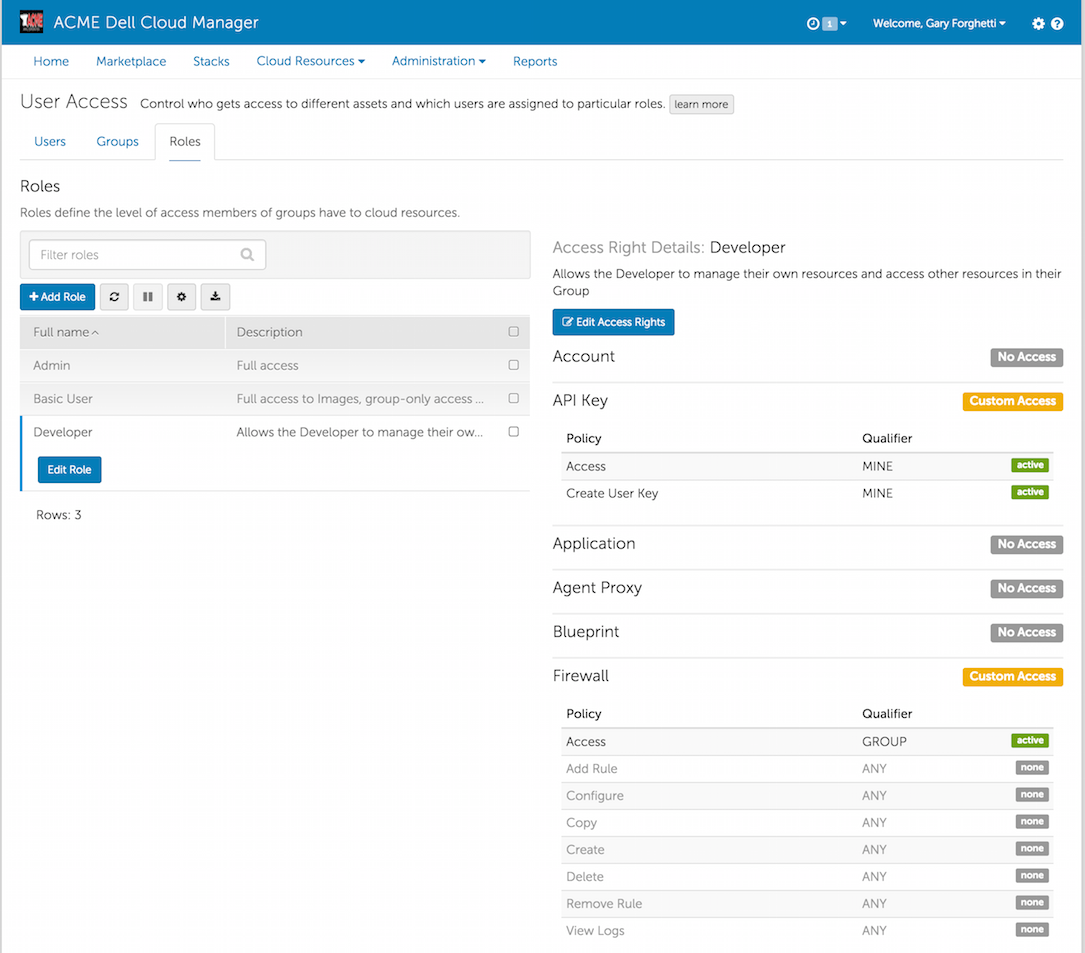 ACME Dell Cloud Manager
1
Welcome, Gary Forghetti
Home Marketplace Stacks Cloud Resources Administration Reports
User Access Control who gets access to different assets and which users are assigned to particular roles. learn more
Users Groups Roles
Roles
Roles define the level of access members of groups have to cloud resources.
Filter roles
+ Add Role
Full name Description
Admin Full access
Basic User Full access to Images, group-only access ...
Developer Allows the Developer to manage their ow...
Edit Role
Rows: 3
Access Right Details: Developer
Allows the Developer to manage their own resources and access other resources in their
Group
Edit Access Rights
Account No Access
API Key Custom Access
Policy Qualifier
Access MINE active
Create User Key MINE active
Application No Access
Agent Proxy No Access
Blueprint No Access
Firewall Custom Access
Policy Qualifier
Access GROUP active
Add Rule ANY none
Configure ANY none
Copy ANY none
Create ANY none
Delete ANY none
Remove Rule ANY none
View Logs ANY none